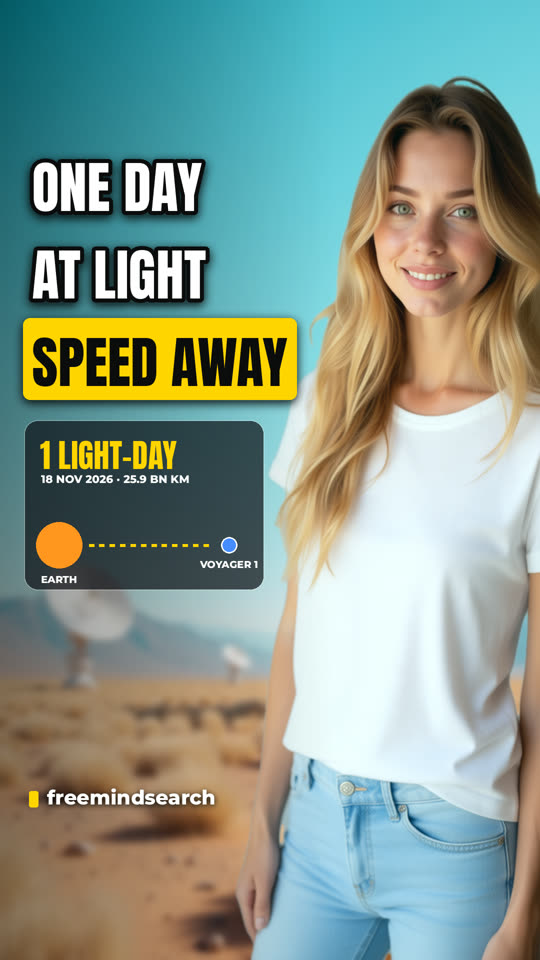 ONE DAY
AT LIGHT
SPEED AWAY
1 LIGHT-DAY
18 NOV 2026 · 25.9 BN KM
EARTH
VOYAGER 1
freemindsearch